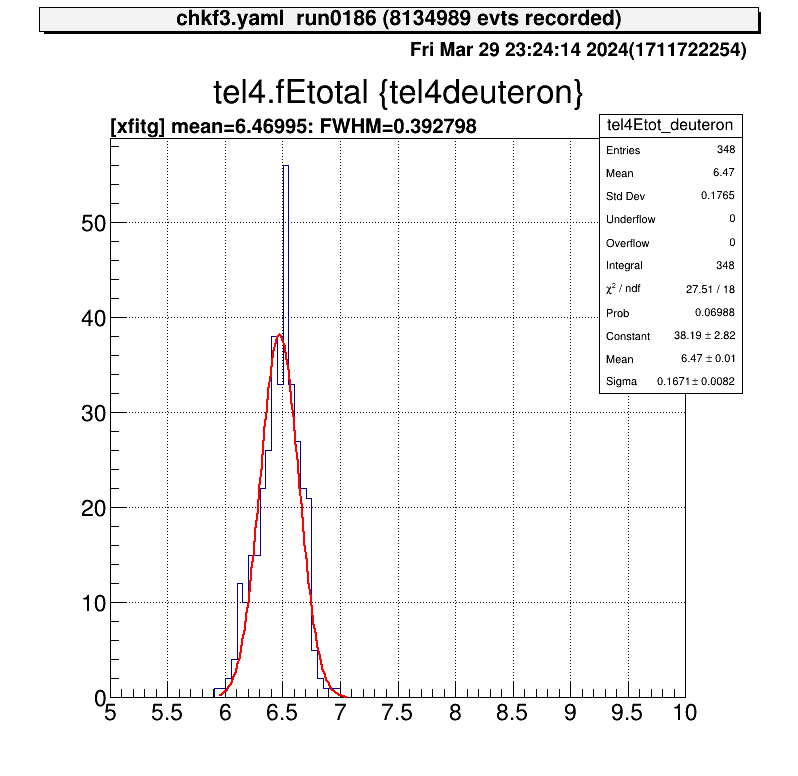 chkf3.yaml run0186 (8134989 evts recorded)
Fri Mar 29 23:24:14 2024(1711722254)
tel4.fEtotal {tel4deuteron}
[xfitg] mean=6.46995: FWHM=0.392798
tel4Etot_deuteron
Entries 348
Mean 6.47
Std Dev 0.1765
Underflow 0
Overflow 0
Integral 348
χ² / ndf 27.51 / 18
Prob 0.06988
Constant 38.19 ± 2.82
Mean 6.47 ± 0.01
Sigma 0.1671 ± 0.0082
50
40
30
20
10
0
5 5.5 6 6.5 7 7.5 8 8.5 9 9.5 10